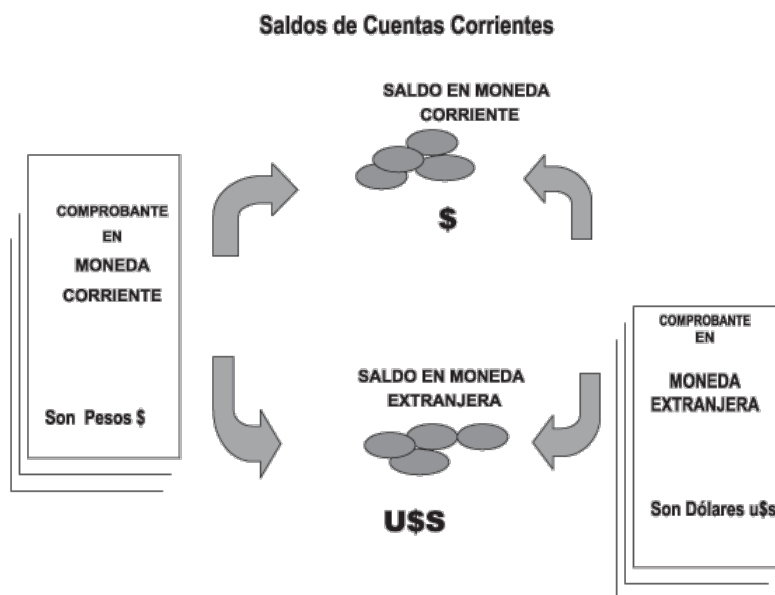 Saldos de Cuentas Corrientes
SALDO EN MONEDA
CORRIENTE
$
COMPROBANTE
EN
MONEDA
CORRIENTE
Son Pesos $
SALDO EN MONEDA
EXTRANJERA
U$S
COMPROBANTE
EN
MONEDA
EXTRANJERA
Son Dólares u$s